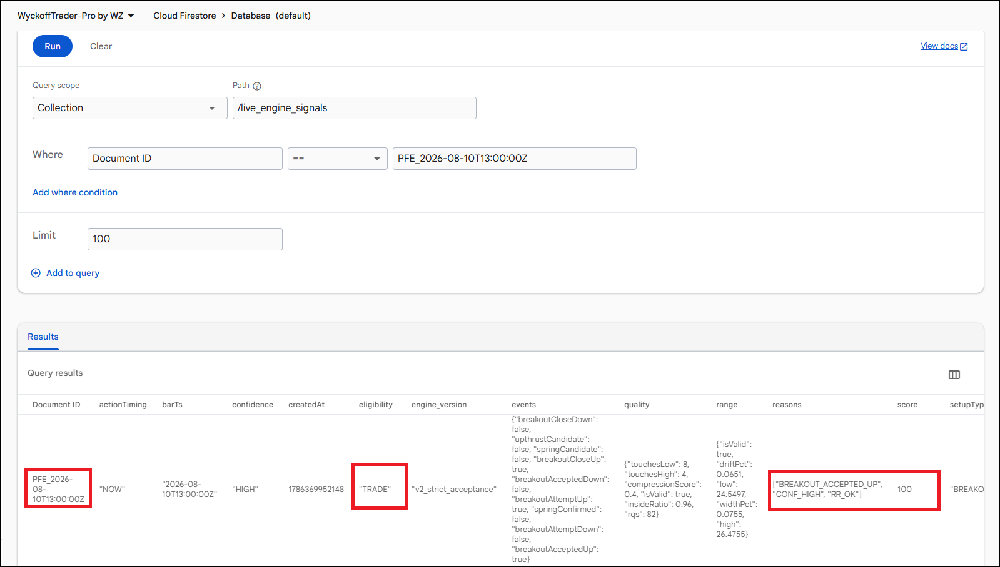 WyckoffTrader-Pro by WZ Cloud Firestore > Database (default)
Run Clear View docs
Query scope Path
Collection /live_engine_signals
Where Document ID == PFE_2026-08-10T13:00:00Z
Add where condition
Limit 100
Add to query
Results
Query results
Document ID actionTiming barTs confidence createdAt eligibility engine_version events quality range reasons score setupTyp
PFE_2026-
08-
10T13:00:00Z
"NOW"
"2026-08-
10T13:00:00Z"
"HIGH"
1786369952148
"TRADE"
"v2_strict_acceptance"
{"breakoutCloseDown":
false,
"upthrustCandidate":
false, "springCandidate":
false, "breakoutCloseUp":
true,
"breakoutAcceptedDown":
false,
"breakoutAttemptUp":
true, "springConfirmed":
false,
"breakoutAttemptDown":
false,
"breakoutAcceptedUp":
true}
{"touchesLow": 8,
"touchesHigh": 4,
"compressionScore":
0.4, "isValid": true,
"insideRatio": 0.96,
"rqs": 82}
{"isValid":
true,
"driftPct":
0.0651,
"low":
24.5497,
"widthPct":
0.0755,
"high":
26.4755}
["BREAKOUT_ACCEPTED_UP",
"CONF_HIGH", "RR_OK"]
100
"BREAKO